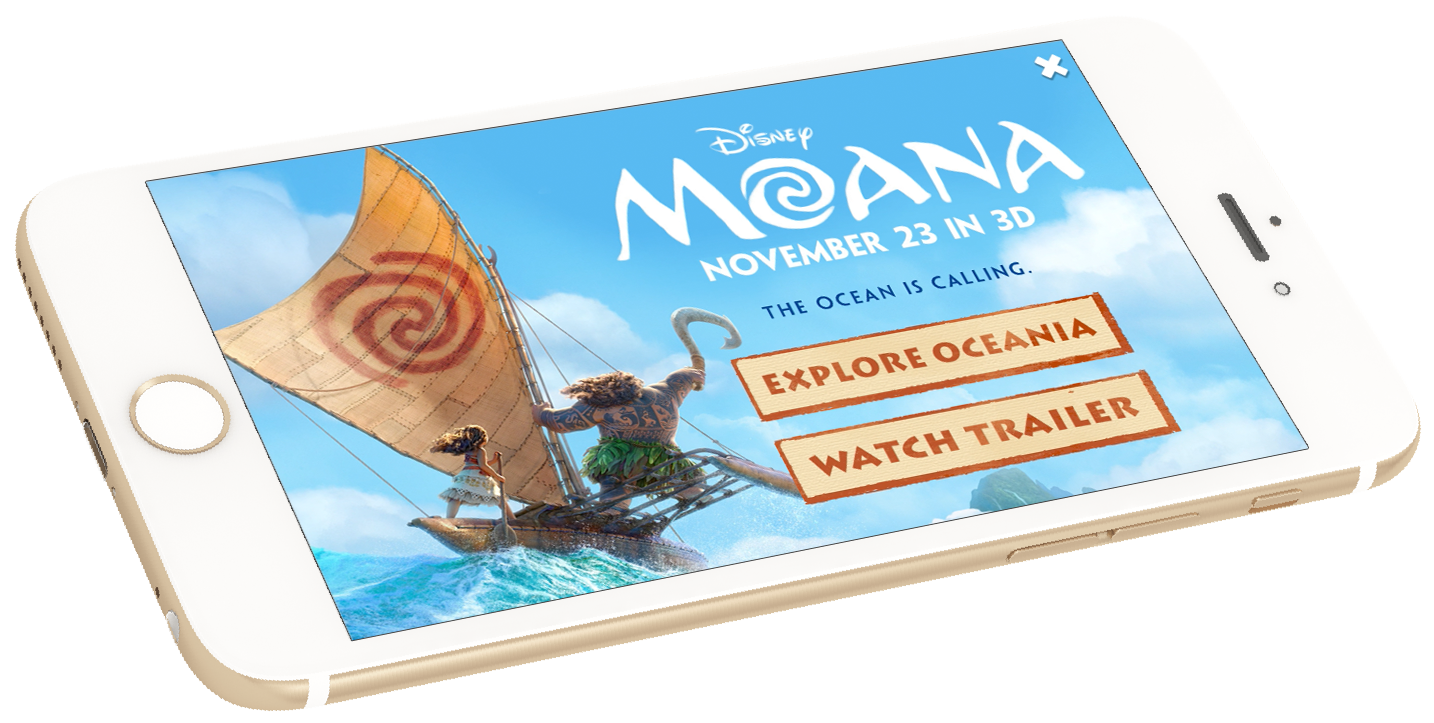 Disney
MOANA
NOVEMBER 23 IN 3D
THE OCEAN IS CALLING.
EXPLORE OCEANIA
WATCH TRAILER